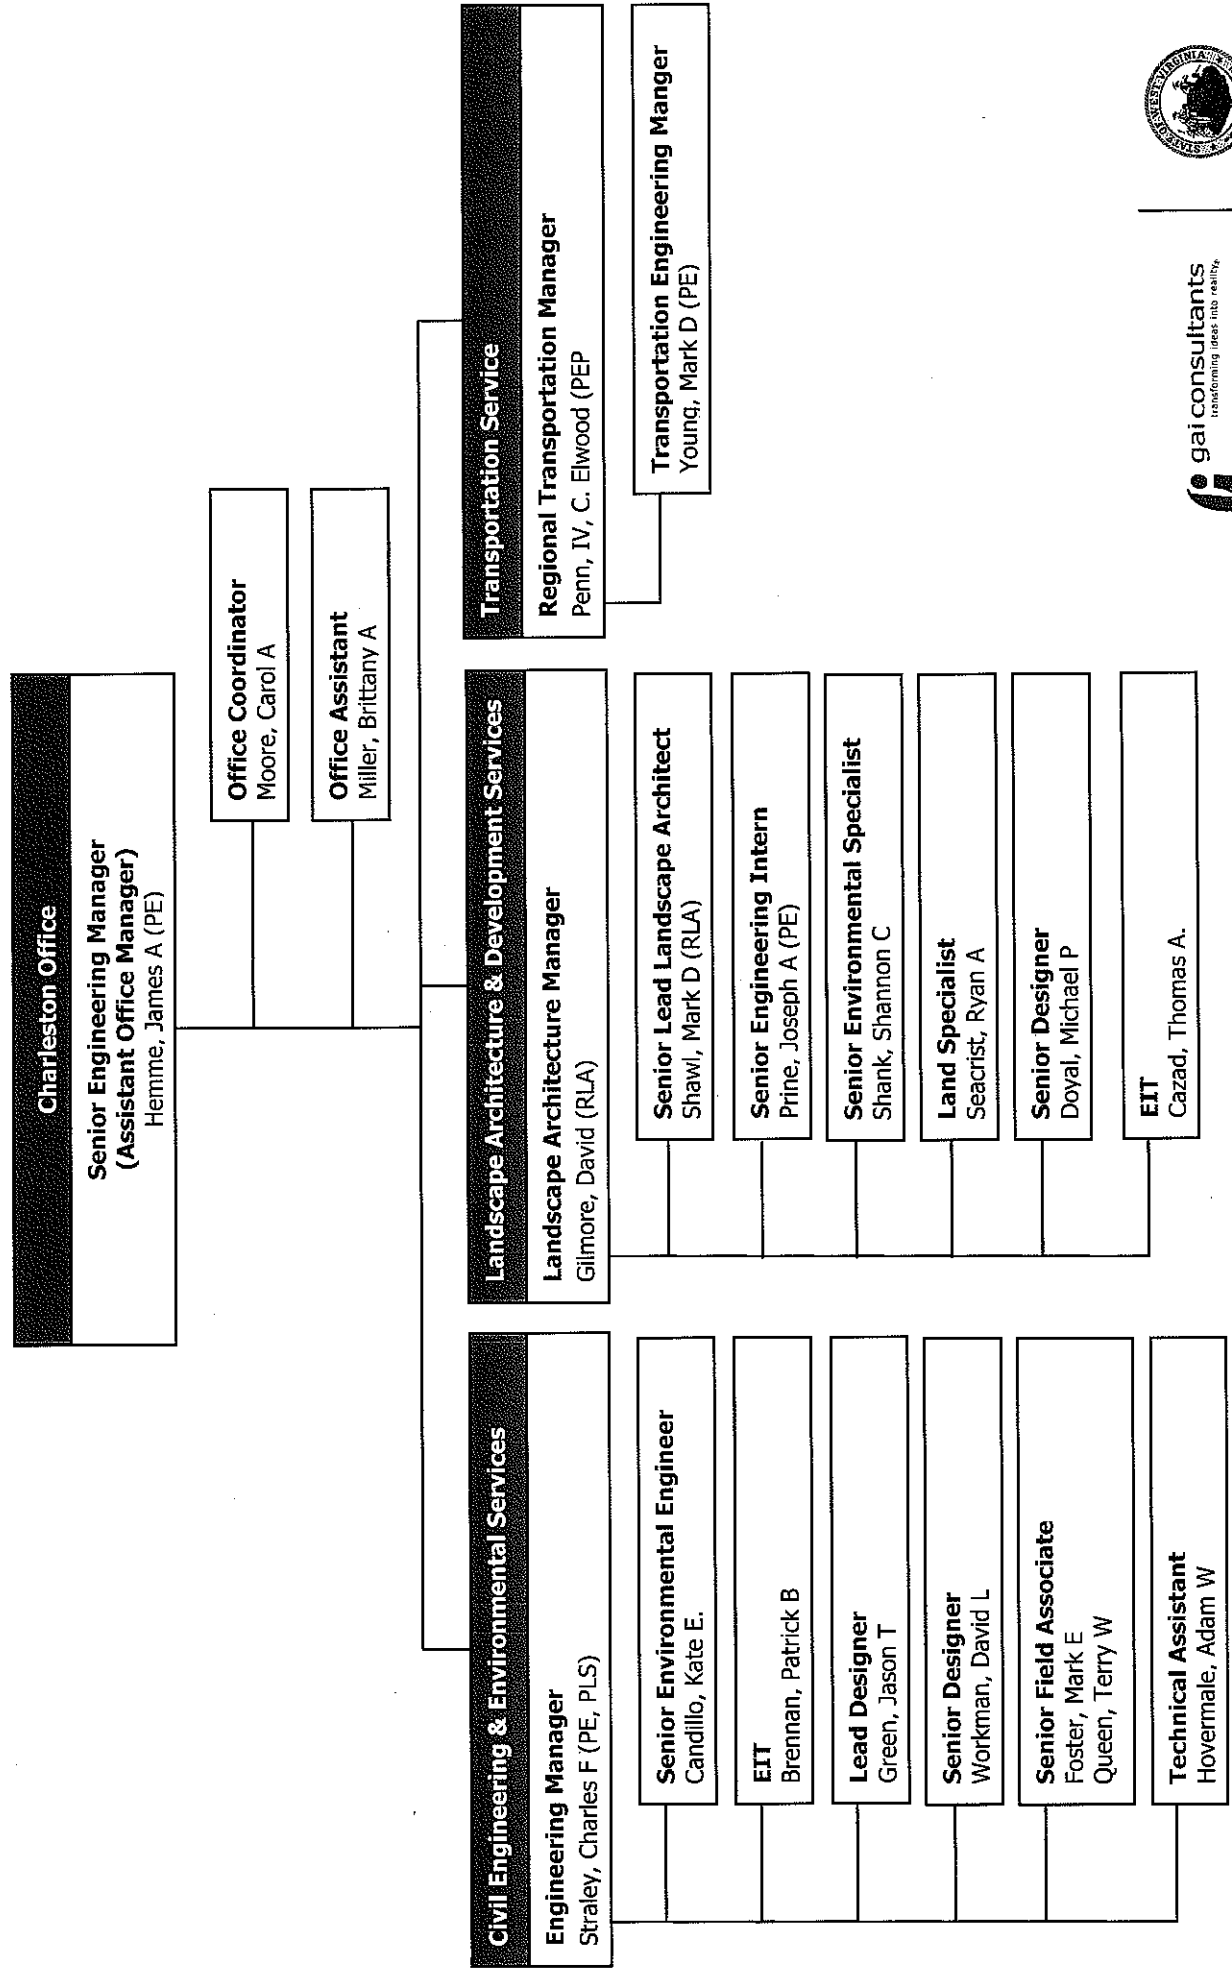 Charleston Office
Senior Engineering Manager
(Assistant Office Manager)
Hemme, James A (PE)
Office Coordinator
Moore, Carol A
Office Assistant
Miller, Brittany A
Civil Engineering & Environmental Services
Engineering Manager
Straley, Charles F (PE, PLS)
Senior Environmental Engineer
Candillo, Kate E.
EIT
Brennan, Patrick B
Lead Designer
Green, Jason T
Senior Designer
Workman, David L
Senior Field Associate
Foster, Mark E
Queen, Terry W
Technical Assistant
Hovermale, Adam W
Landscape Architecture & Development Services
Landscape Architecture Manager
Gilmore, David (RLA)
Senior Lead Landscape Architect
Shawl, Mark D (RLA)
Senior Engineering Intern
Prine, Joseph A (PE)
Senior Environmental Specialist
Shank, Shannon C
Land Specialist
Seacrist, Ryan A
Senior Designer
Doyal, Michael P
EIT
Cazad, Thomas A.
Transportation Service
Regional Transportation Manager
Penn, IV, C. Elwood (PEP
Transportation Engineering Manger
Young, Mark D (PE)
gai consultants
transforming ideas into reality®
STATE OF WEST VIRGINIA